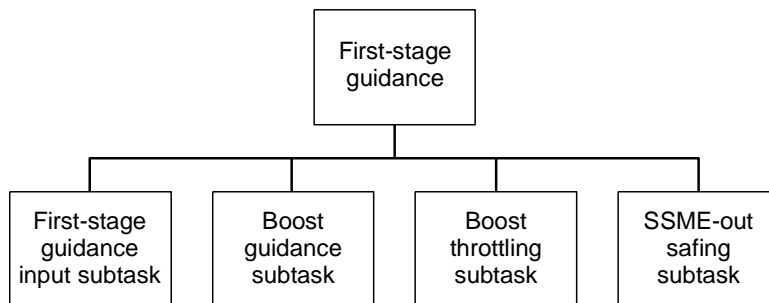 First-stage
guidance
First-stage
guidance
input subtask
Boost
guidance
subtask
Boost
throttling
subtask
SSME-out
safing
subtask